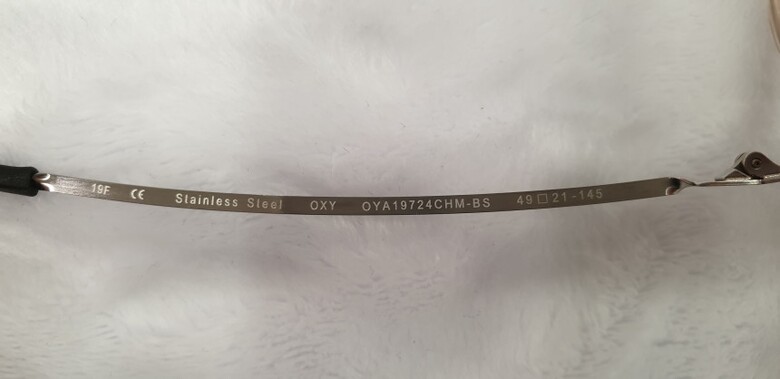 19F CE Stainless Steel OXY OYA19724CHM-BS 49□21-145